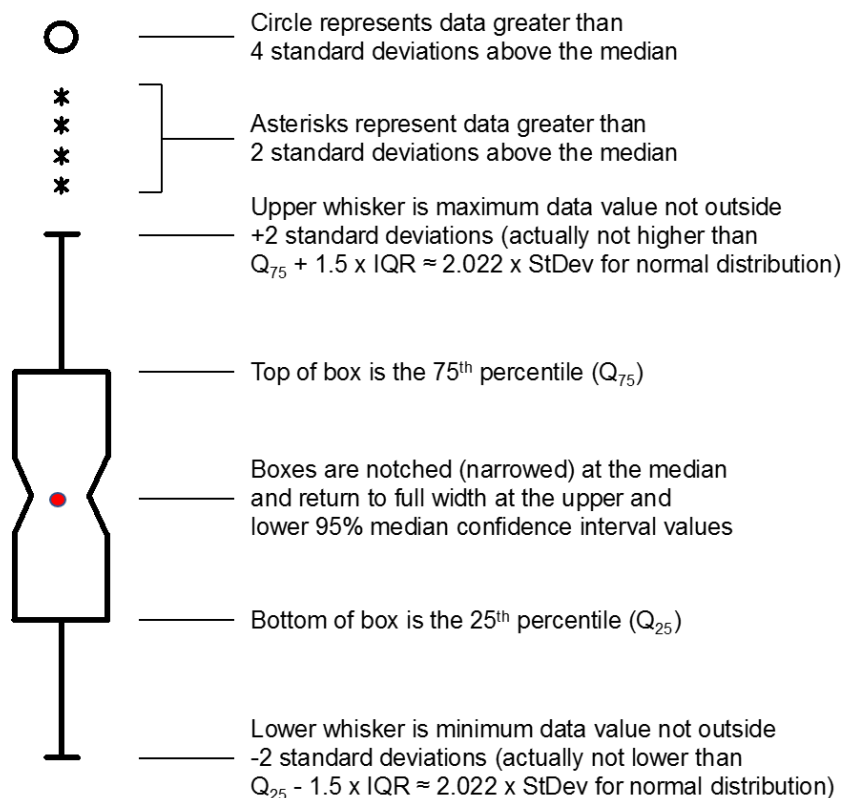 Circle represents data greater than
4 standard deviations above the median
Asterisks represent data greater than
2 standard deviations above the median
Upper whisker is maximum data value not outside
+2 standard deviations (actually not higher than
Q₇₅ + 1.5 x IQR ≈ 2.022 x StDev for normal distribution)
Top of box is the 75ᵗʰ percentile (Q₇₅)
Boxes are notched (narrowed) at the median
and return to full width at the upper and
lower 95% median confidence interval values
Bottom of box is the 25ᵗʰ percentile (Q₂₅)
Lower whisker is minimum data value not outside
-2 standard deviations (actually not lower than
Q₂₅ - 1.5 x IQR ≈ 2.022 x StDev for normal distribution)